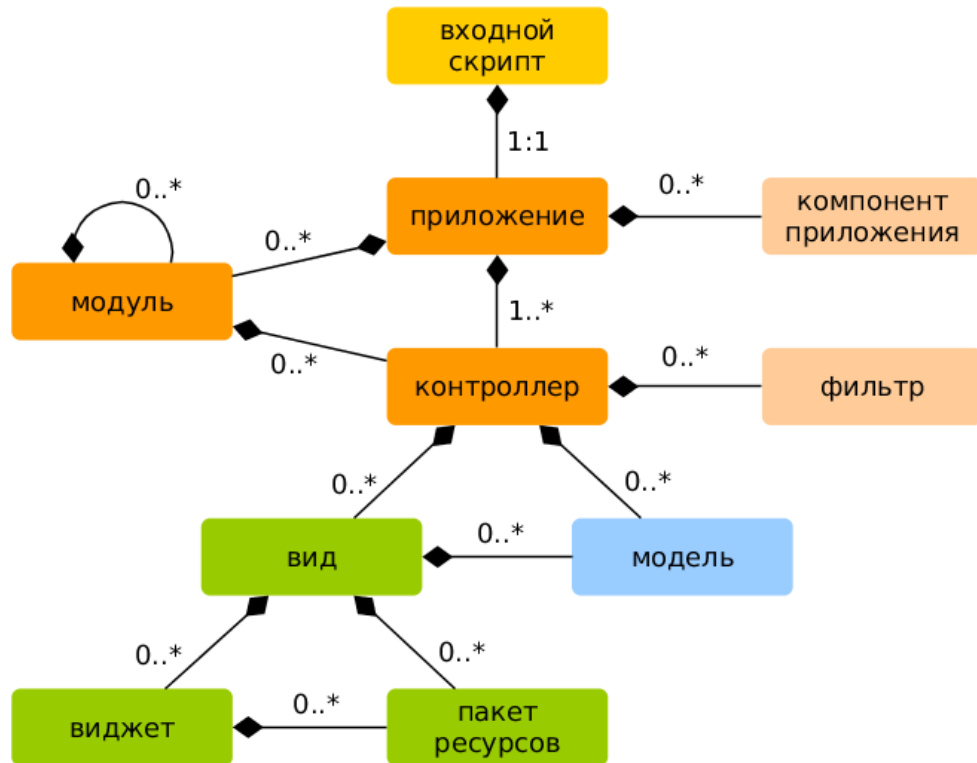 входной
скрипт
1:1
0..*
0..*
приложение
компонент
приложения
0..*
модуль
1..*
0..*
0..*
контроллер
фильтр
0..*
0..*
вид
0..*
модель
0..*
0..*
виджет
0..*
пакет
ресурсов